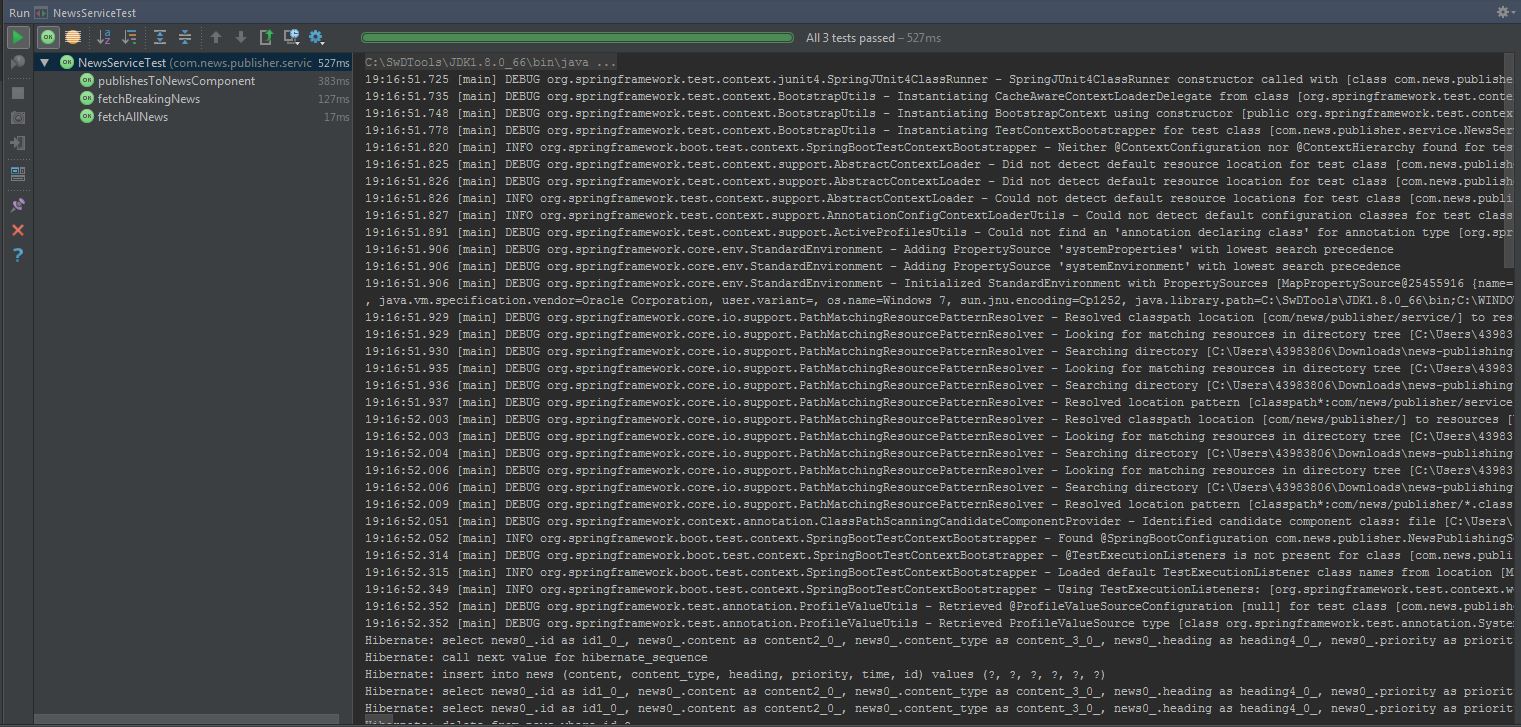 Run NewsServiceTest
All 3 tests passed – 527ms
NewsServiceTest (com.news.publisher.servic 527ms
publishesToNewsComponent 383ms
fetchBreakingNews 127ms
fetchAllNews 17ms
C:\SwDTools\JDK1.8.0_66\bin\java ...
19:16:51.725 [main] DEBUG org.springframework.test.context.junit4.SpringJUnit4ClassRunner - SpringJUnit4ClassRunner constructor called with [class com.news.publishe
19:16:51.735 [main] DEBUG org.springframework.test.context.BootstrapUtils - Instantiating CacheAwareContextLoaderDelegate from class [org.springframework.test.conte
19:16:51.748 [main] DEBUG org.springframework.test.context.BootstrapUtils - Instantiating BootstrapContext using constructor [public org.springframework.test.contex
19:16:51.778 [main] DEBUG org.springframework.test.context.BootstrapUtils - Instantiating TestContextBootstrapper for test class [com.news.publisher.service.NewsSer
19:16:51.820 [main] INFO org.springframework.boot.test.context.SpringBootTestContextBootstrapper - Neither @ContextConfiguration nor @ContextHierarchy found for tes
19:16:51.825 [main] DEBUG org.springframework.test.context.support.AbstractContextLoader - Did not detect default resource location for test class [com.news.publish
19:16:51.826 [main] DEBUG org.springframework.test.context.support.AbstractContextLoader - Did not detect default resource location for test class [com.news.publish
19:16:51.826 [main] INFO org.springframework.test.context.support.AbstractContextLoader - Could not detect default resource locations for test class [com.news.publi
19:16:51.827 [main] INFO org.springframework.test.context.support.AnnotationConfigContextLoaderUtils - Could not detect default configuration classes for test class
19:16:51.891 [main] DEBUG org.springframework.test.context.support.ActiveProfilesUtils - Could not find an 'annotation declaring class' for annotation type [org.spr
19:16:51.906 [main] DEBUG org.springframework.core.env.StandardEnvironment - Adding PropertySource 'systemProperties' with lowest search precedence
19:16:51.906 [main] DEBUG org.springframework.core.env.StandardEnvironment - Adding PropertySource 'systemEnvironment' with lowest search precedence
19:16:51.906 [main] DEBUG org.springframework.core.env.StandardEnvironment - Initialized StandardEnvironment with PropertySources [MapPropertySource@25455916 {name=
, java.vm.specification.vendor=Oracle Corporation, user.variant=, os.name=Windows 7, sun.jnu.encoding=Cp1252, java.library.path=C:\SwDTools\JDK1.8.0_66\bin;C:\WINDO
19:16:51.929 [main] DEBUG org.springframework.core.io.support.PathMatchingResourcePatternResolver - Resolved classpath location [com/news/publisher/service/] to res
19:16:51.929 [main] DEBUG org.springframework.core.io.support.PathMatchingResourcePatternResolver - Looking for matching resources in directory tree [C:\Users\43983
19:16:51.930 [main] DEBUG org.springframework.core.io.support.PathMatchingResourcePatternResolver - Searching directory [C:\Users\43983806\Downloads\news-publishing
19:16:51.935 [main] DEBUG org.springframework.core.io.support.PathMatchingResourcePatternResolver - Looking for matching resources in directory tree [C:\Users\43983
19:16:51.936 [main] DEBUG org.springframework.core.io.support.PathMatchingResourcePatternResolver - Searching directory [C:\Users\43983806\Downloads\news-publishing
19:16:51.937 [main] DEBUG org.springframework.core.io.support.PathMatchingResourcePatternResolver - Resolved location pattern [classpath*:com/news/publisher/service
19:16:52.003 [main] DEBUG org.springframework.core.io.support.PathMatchingResourcePatternResolver - Resolved classpath location [com/news/publisher/] to resources [
19:16:52.003 [main] DEBUG org.springframework.core.io.support.PathMatchingResourcePatternResolver - Looking for matching resources in directory tree [C:\Users\43983
19:16:52.004 [main] DEBUG org.springframework.core.io.support.PathMatchingResourcePatternResolver - Searching directory [C:\Users\43983806\Downloads\news-publishing
19:16:52.006 [main] DEBUG org.springframework.core.io.support.PathMatchingResourcePatternResolver - Looking for matching resources in directory tree [C:\Users\43983
19:16:52.006 [main] DEBUG org.springframework.core.io.support.PathMatchingResourcePatternResolver - Searching directory [C:\Users\43983806\Downloads\news-publishing
19:16:52.009 [main] DEBUG org.springframework.core.io.support.PathMatchingResourcePatternResolver - Resolved location pattern [classpath*:com/news/publisher/*.class
19:16:52.051 [main] DEBUG org.springframework.context.annotation.ClassPathScanningCandidateComponentProvider - Identified candidate component class: file [C:\Users\
19:16:52.052 [main] INFO org.springframework.boot.test.context.SpringBootTestContextBootstrapper - Found @SpringBootConfiguration com.news.publisher.NewsPublishingS
19:16:52.314 [main] DEBUG org.springframework.boot.test.context.SpringBootTestContextBootstrapper - @TestExecutionListeners is not present for class [com.news.publi
19:16:52.315 [main] INFO org.springframework.boot.test.context.SpringBootTestContextBootstrapper - Loaded default TestExecutionListener class names from location [M
19:16:52.349 [main] INFO org.springframework.boot.test.context.SpringBootTestContextBootstrapper - Using TestExecutionListeners: [org.springframework.test.context.w
19:16:52.352 [main] DEBUG org.springframework.test.annotation.ProfileValueUtils - Retrieved @ProfileValueSourceConfiguration [null] for test class [com.news.publish
19:16:52.352 [main] DEBUG org.springframework.test.annotation.ProfileValueUtils - Retrieved ProfileValueSource type [class org.springframework.test.annotation.Syste
Hibernate: select news0_.id as id1_0_, news0_.content as content2_0_, news0_.content_type as content_3_0_, news0_.heading as heading4_0_, news0_.priority as priorit
Hibernate: call next value for hibernate_sequence
Hibernate: insert into news (content, content_type, heading, priority, time, id) values (?, ?, ?, ?, ?, ?)
Hibernate: select news0_.id as id1_0_, news0_.content as content2_0_, news0_.content_type as content_3_0_, news0_.heading as heading4_0_, news0_.priority as priorit
Hibernate: select news0_.id as id1_0_, news0_.content as content2_0_, news0_.content_type as content_3_0_, news0_.heading as heading4_0_, news0_.priority as priorit